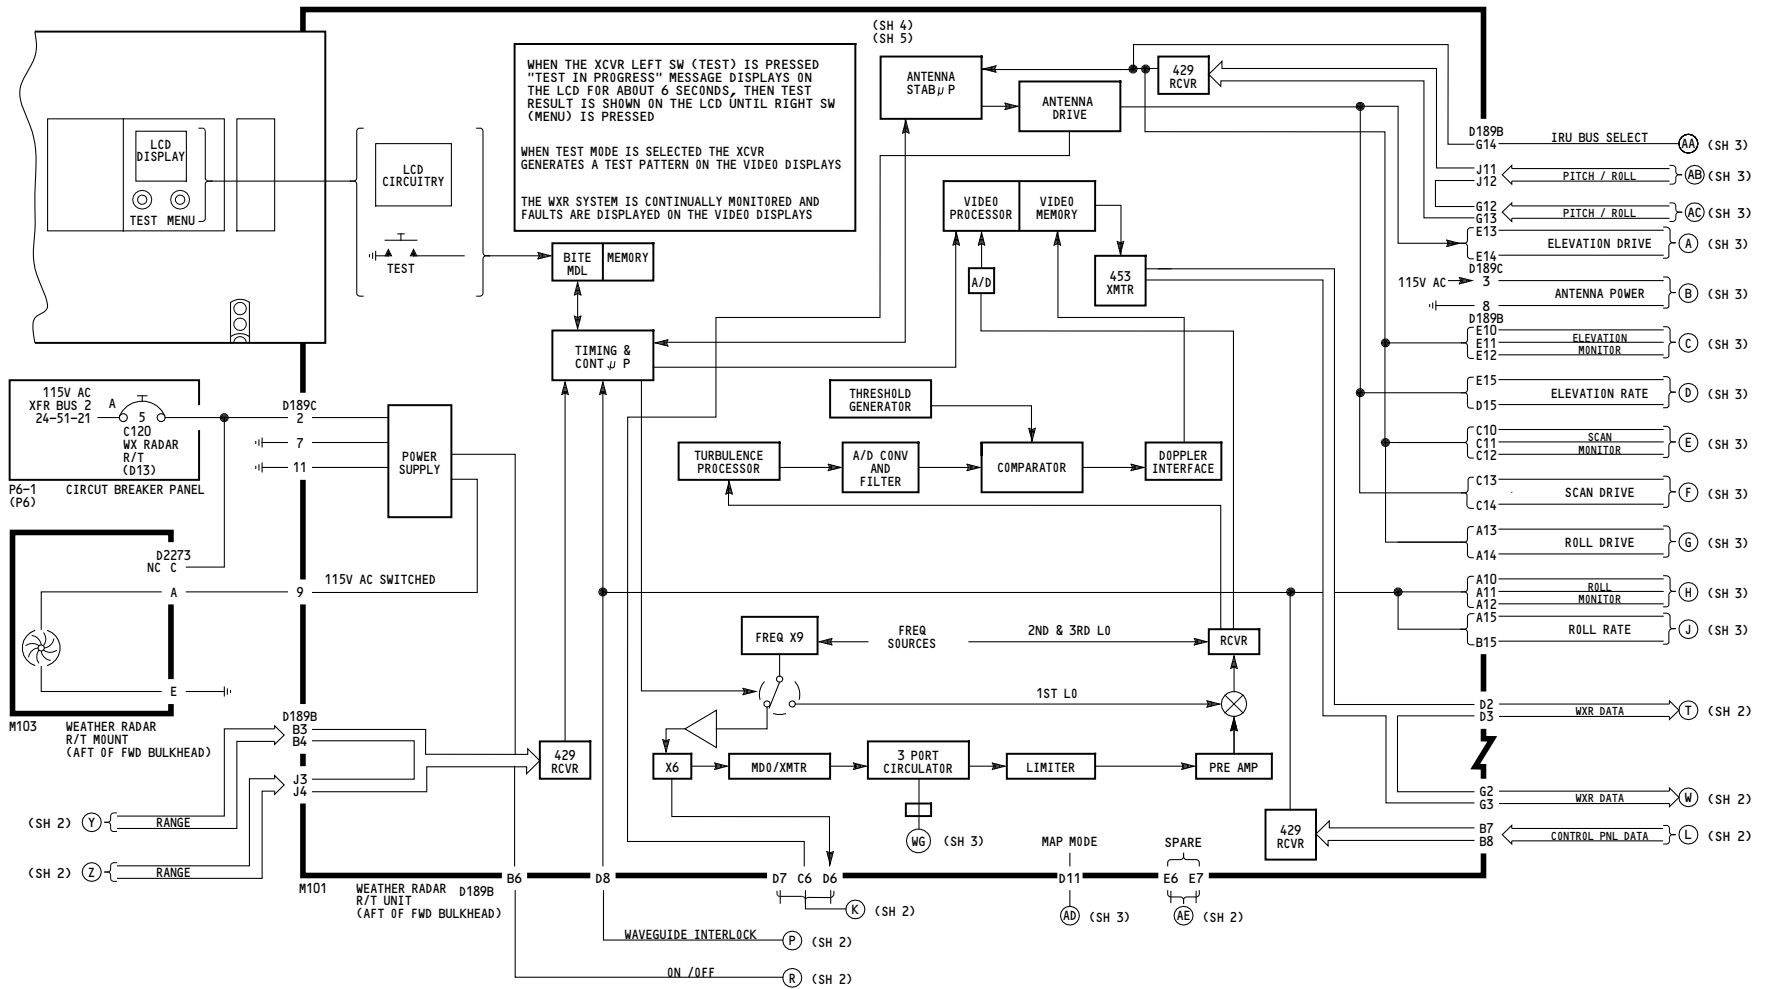 (SH 4)
(SH 5)
WHEN THE XCVR LEFT SW (TEST) IS PRESSED
"TEST IN PROGRESS" MESSAGE DISPLAYS ON
THE LCD FOR ABOUT 6 SECONDS, THEN TEST
RESULT IS SHOWN ON THE LCD UNTIL RIGHT SW
(MENU) IS PRESSED
WHEN TEST MODE IS SELECTED THE XCVR
GENERATES A TEST PATTERN ON THE VIDEO DISPLAYS
THE WXR SYSTEM IS CONTINUALLY MONITORED AND
FAULTS ARE DISPLAYED ON THE VIDEO DISPLAYS
LCD
DISPLAY
TEST MENU
LCD
CIRCUITRY
TEST
BITE
MDL
MEMORY
TIMING &
CONT µ P
ANTENNA
STAB µ P
ANTENNA
DRIVE
429
RCVR
VIDEO
PROCESSOR
VIDEO
MEMORY
A/D
453
XMTR
THRESHOLD
GENERATOR
TURBULENCE
PROCESSOR
A/D CONV
AND
FILTER
COMPARATOR
DOPPLER
INTERFACE
115V AC
XFR BUS 2
24-51-21
A
5
C120
WX RADAR
R/T
(D13)
P6-1
(P6)
CIRCUT BREAKER PANEL
D189C
2
7
11
POWER
SUPPLY
D2273
NC C
A
9
115V AC SWITCHED
E
M103
WEATHER RADAR
R/T MOUNT
(AFT OF FWD BULKHEAD)
D189B
B3
B4
J3
J4
(SH 2) Y RANGE
(SH 2) Z RANGE
429
RCVR
FREQ X9
FREQ
SOURCES
2ND & 3RD LO
RCVR
1ST LO
X6
MDO/XMTR
3 PORT
CIRCULATOR
LIMITER
PRE AMP
WG (SH 3)
429
RCVR
M101
WEATHER RADAR
R/T UNIT
(AFT OF FWD BULKHEAD)
D189B
B6
D8
D7 C6 D6
K (SH 2)
MAP MODE
D11
AD (SH 3)
SPARE
E6 E7
AE (SH 2)
WAVEGUIDE INTERLOCK P (SH 2)
ON /OFF R (SH 2)
D189B
G14 IRU BUS SELECT AA (SH 3)
J11
J12
PITCH / ROLL AB (SH 3)
G12
G13
PITCH / ROLL AC (SH 3)
E13
E14
ELEVATION DRIVE A (SH 3)
D189C
115V AC 3
8
ANTENNA POWER B (SH 3)
D189B
E10
E11
E12
ELEVATION
MONITOR
C (SH 3)
E15
D15
ELEVATION RATE D (SH 3)
C10
C11
C12
SCAN
MONITOR
E (SH 3)
C13
C14
SCAN DRIVE F (SH 3)
A13
A14
ROLL DRIVE G (SH 3)
A10
A11
A12
ROLL
MONITOR
H (SH 3)
A15
B15
ROLL RATE J (SH 3)
D2
D3
WXR DATA T (SH 2)
G2
G3
WXR DATA W (SH 2)
B7
B8
CONTROL PNL DATA L (SH 2)